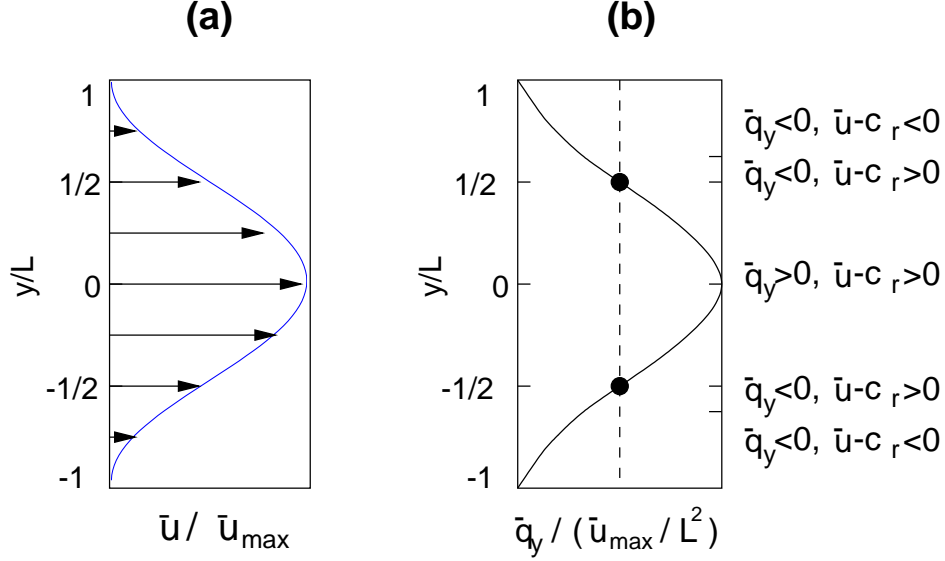 (a)
(b)
1
1/2
0
-1/2
-1
y/L
ū / ū_max
1
1/2
0
-1/2
-1
y/L
q̄_y / (ū_max / L²)
q̄_y<0, ū-c_r<0
q̄_y<0, ū-c_r>0
q̄_y>0, ū-c_r>0
q̄_y<0, ū-c_r>0
q̄_y<0, ū-c_r<0